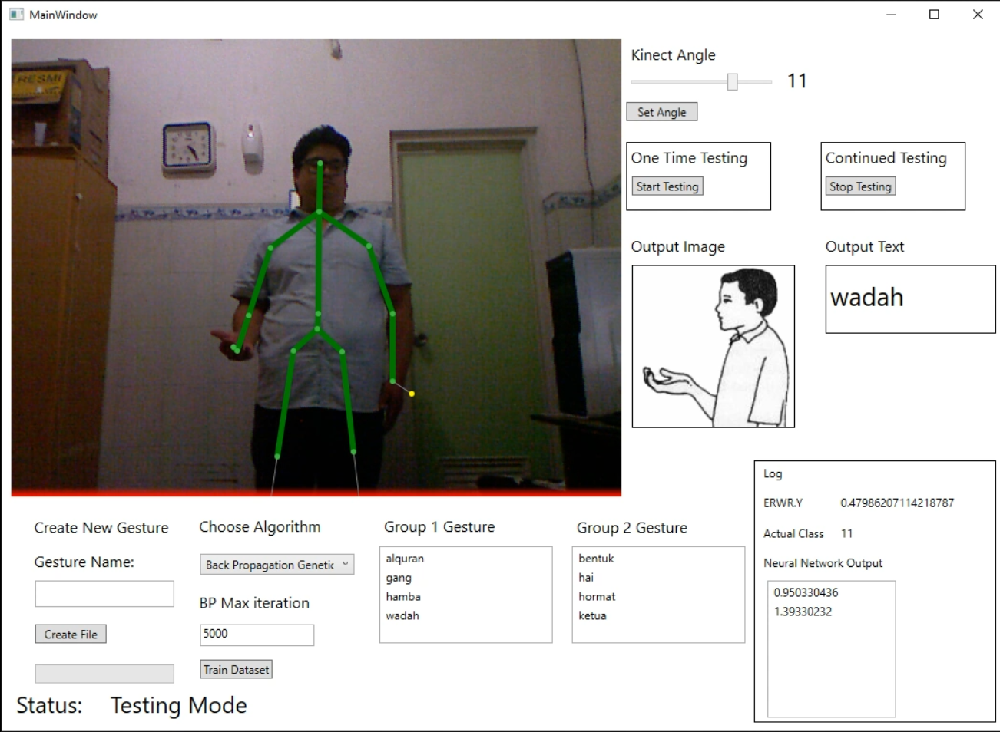 MainWindow
RESMI
Kinect Angle
11
Set Angle
One Time Testing
Start Testing
Continued Testing
Stop Testing
Output Image
Output Text
wadah
Log
ERWR.Y 0.47986207114218787
Actual Class 11
Neural Network Output
0.950330436
1.39330232
Create New Gesture
Gesture Name:
Create File
Choose Algorithm
Back Propagation Genetic
BP Max iteration
5000
Train Dataset
Group 1 Gesture
alquran
gang
hamba
wadah
Group 2 Gesture
bentuk
hai
hormat
ketua
Status: Testing Mode